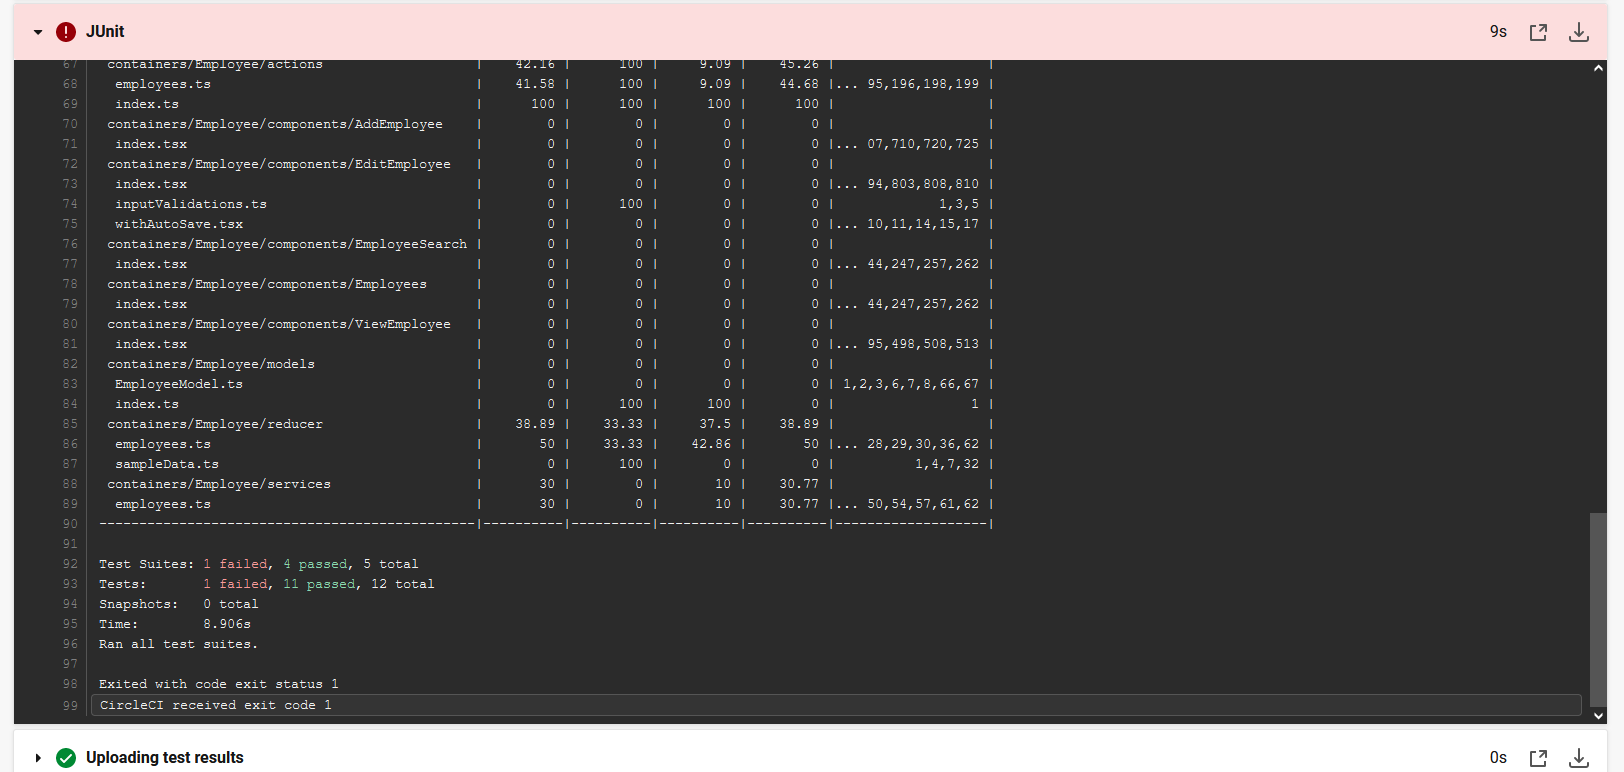 JUnit 9s
67 containers/Employee/actions | 42.16 | 100 | 9.09 | 45.26 | |
68 employees.ts | 41.58 | 100 | 9.09 | 44.68 |... 95,196,198,199 |
69 index.ts | 100 | 100 | 100 | 100 | |
70 containers/Employee/components/AddEmployee | 0 | 0 | 0 | 0 | |
71 index.tsx | 0 | 0 | 0 | 0 |... 07,710,720,725 |
72 containers/Employee/components/EditEmployee | 0 | 0 | 0 | 0 | |
73 index.tsx | 0 | 0 | 0 | 0 |... 94,803,808,810 |
74 inputValidations.ts | 0 | 100 | 0 | 0 | 1,3,5 |
75 withAutoSave.tsx | 0 | 0 | 0 | 0 |... 10,11,14,15,17 |
76 containers/Employee/components/EmployeeSearch | 0 | 0 | 0 | 0 | |
77 index.tsx | 0 | 0 | 0 | 0 |... 44,247,257,262 |
78 containers/Employee/components/Employees | 0 | 0 | 0 | 0 | |
79 index.tsx | 0 | 0 | 0 | 0 |... 44,247,257,262 |
80 containers/Employee/components/ViewEmployee | 0 | 0 | 0 | 0 | |
81 index.tsx | 0 | 0 | 0 | 0 |... 95,498,508,513 |
82 containers/Employee/models | 0 | 0 | 0 | 0 | |
83 EmployeeModel.ts | 0 | 0 | 0 | 0 | 1,2,3,6,7,8,66,67 |
84 index.ts | 0 | 100 | 100 | 0 | 1 |
85 containers/Employee/reducer | 38.89 | 33.33 | 37.5 | 38.89 | |
86 employees.ts | 50 | 33.33 | 42.86 | 50 |... 28,29,30,36,62 |
87 sampleData.ts | 0 | 100 | 0 | 0 | 1,4,7,32 |
88 containers/Employee/services | 30 | 0 | 10 | 30.77 | |
89 employees.ts | 30 | 0 | 10 | 30.77 |... 50,54,57,61,62 |
90 -----------------------------------------------|----------|----------|----------|----------|-------------------|
91
92 Test Suites: 1 failed, 4 passed, 5 total
93 Tests: 1 failed, 11 passed, 12 total
94 Snapshots: 0 total
95 Time: 8.906s
96 Ran all test suites.
97
98 Exited with code exit status 1
99 CircleCI received exit code 1
Uploading test results 0s